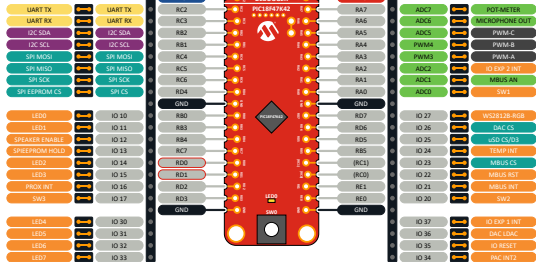 UART TX UART TX RC2 PIC18F47K42 RA7 ADC7 POT-METER
UART RX UART RX RC3 RA6 ADC6 MICROPHONE OUT
I2C SDA I2C SDA RB2 RA5 ADC5 PWM-C
I2C SCL I2C SCL RB1 RA4 PWM4 PWM-B
SPI MOSI SPI MOSI RC4 RA3 PWM3 PWM-A
SPI MISO SPI MISO RC5 RA2 ADC2 IO EXP 2 INT
SPI SCK SPI SCK RC6 RA1 ADC1 MBUS AN
SPI EEPROM CS SPI CS RD4 RA0 ADC0 SW1
GND GND
LED0 IO 10 RB0 PIC18F47K42 RD7 IO 27 WS2812B-RGB
LED1 IO 11 RB3 RD6 IO 26 DAC CS
SPEAKER ENABLE IO 12 RB4 RD5 IO 25 uSD CS/D3
SPIEEPROM HOLD IO 13 RC7 RB5 IO 24 TEMP INT
LED2 IO 14 RD0 (RC1) IO 23 MBUS CS
LED3 IO 15 RD1 (RC0) IO 22 MBUS RST
PROX INT IO 16 RD2 RE1 IO 21 MBUS INT
SW3 IO 17 RD3 LED0 RE0 IO 20 SW2
GND SW0 GND
LED4 IO 30 IO 37 IO EXP 1 INT
LED5 IO 31 IO 36 DAC LDAC
LED6 IO 32 IO 35 IO RESET
LED7 IO 33 IO 34 PAC INT2